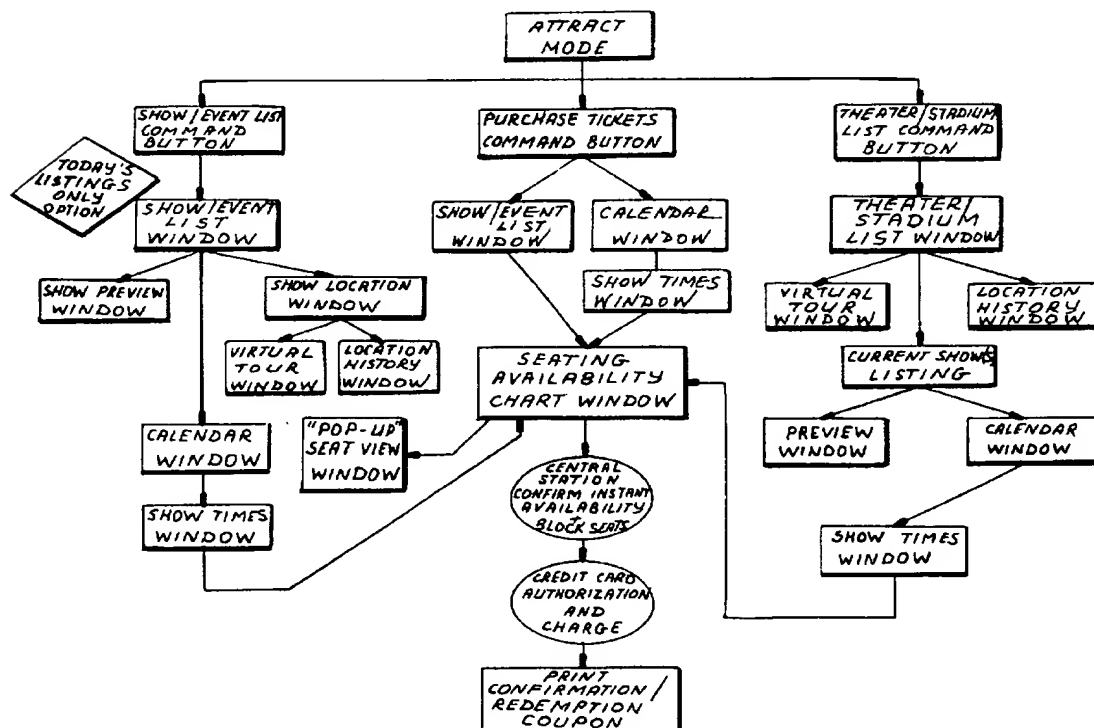 ATTRACT
MODE
SHOW/EVENT LIST
COMMAND
BUTTON
PURCHASE TICKETS
COMMAND BUTTON
THEATER/STADIUM
LIST COMMAND
BUTTON
TODAY'S
LISTINGS
ONLY
OPTION
SHOW/EVENT
LIST
WINDOW
SHOW/EVENT
LIST
WINDOW
CALENDAR
WINDOW
THEATER/
STADIUM
LIST WINDOW
SHOW PREVIEW
WINDOW
SHOW LOCATION
WINDOW
SHOW TIMES
WINDOW
VIRTUAL
TOUR
WINDOW
LOCATION
HISTORY
WINDOW
VIRTUAL
TOUR
WINDOW
LOCATION
HISTORY
WINDOW
SEATING
AVAILABILITY
CHART WINDOW
CURRENT SHOWS
LISTING
CALENDAR
WINDOW
"POP-UP"
SEAT VIEW
WINDOW
PREVIEW
WINDOW
CALENDAR
WINDOW
CENTRAL
STATION
CONFIRM INSTANT
AVAILABILITY
+
BLOCK SEATS
SHOW TIMES
WINDOW
SHOW TIMES
WINDOW
CREDIT CARD
AUTHORIZATION
AND
CHARGE
PRINT
CONFIRMATION/
REDEMPTION
COUPON